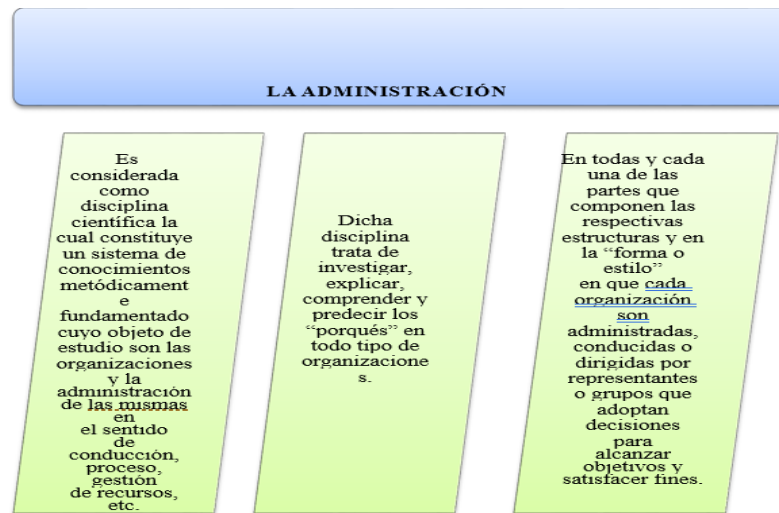 LA ADMINISTRACIÓN
Es
considerada
como
disciplina
científica la
cual constituye
un sistema de
conocimientos
metódicament
e
fundamentado
cuyo objeto de
estudio son las
organizaciones
y la
administración
de las mismas
en
el sentido
de
conducción,
proceso,
gestión
de recursos,
etc.
Dicha
disciplina
trata de
investigar,
explicar,
comprender y
predecir los
“porqués” en
todo tipo de
organizacione
s.
En todas y cada
una de las
partes que
componen las
respectivas
estructuras y en
la “forma o
estilo”
en que cada
organización
son
administradas,
conducidas o
dirigidas por
representantes
o grupos que
adoptan
decisiones
para
alcanzar
objetivos y
satisfacer fines.